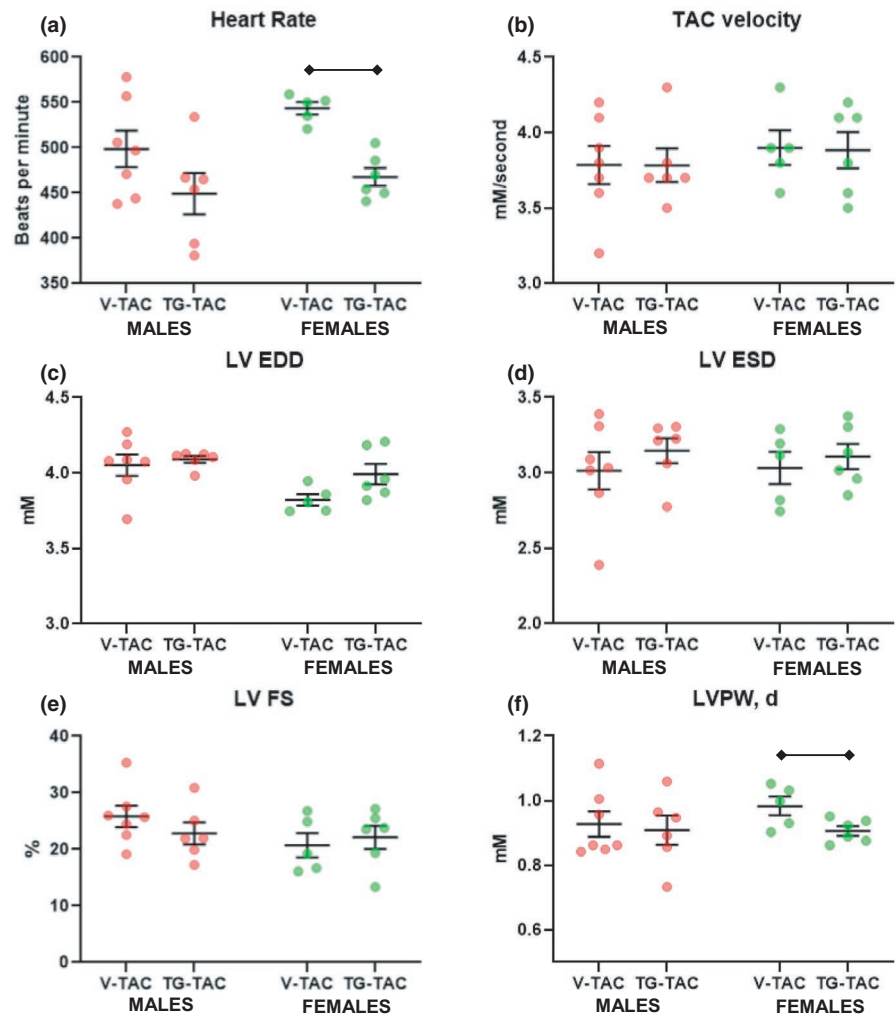 (a)
Heart Rate
Beats per minute
600
550
500
450
400
350
V-TAC TG-TAC V-TAC TG-TAC
MALES FEMALES
(b)
TAC velocity
mM/second
4.5
4.0
3.5
3.0
V-TAC TG-TAC V-TAC TG-TAC
MALES FEMALES
(c)
LV EDD
mM
4.5
4.0
3.5
3.0
V-TAC TG-TAC V-TAC TG-TAC
MALES FEMALES
(d)
LV ESD
mM
3.5
3.0
2.5
2.0
V-TAC TG-TAC V-TAC TG-TAC
MALES FEMALES
(e)
LV FS
%
40
30
20
10
0
V-TAC TG-TAC V-TAC TG-TAC
MALES FEMALES
(f)
LVPW, d
mM
1.2
1.0
0.8
0.6
V-TAC TG-TAC V-TAC TG-TAC
MALES FEMALES